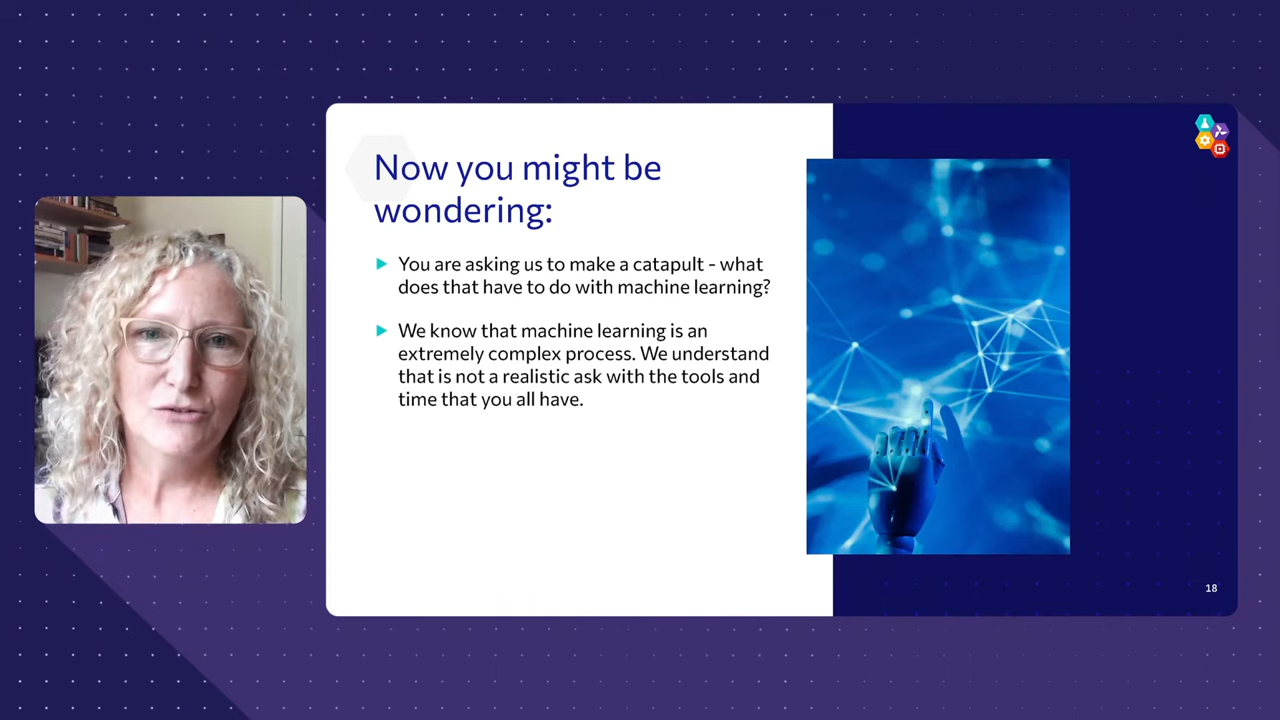 Now you might be
wondering:
You are asking us to make a catapult - what
does that have to do with machine learning?
We know that machine learning is an
extremely complex process. We understand
that is not a realistic ask with the tools and
time that you all have.
18